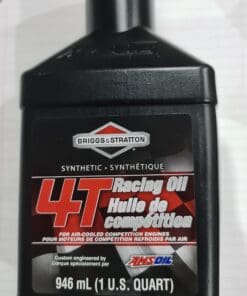 BRIGGS & STRATTON
SYNTHETIC • SYNTHÉTIQUE
4T Racing Oil
Huile de
compétition
FOR AIR-COOLED COMPETITION ENGINES
POUR MOTEURS DE COMPÉTITION REFROIDIS PAR AIR
Custom engineered by
Conçue spécialement par
AMSOIL
946 mL (1 U.S. QUART)